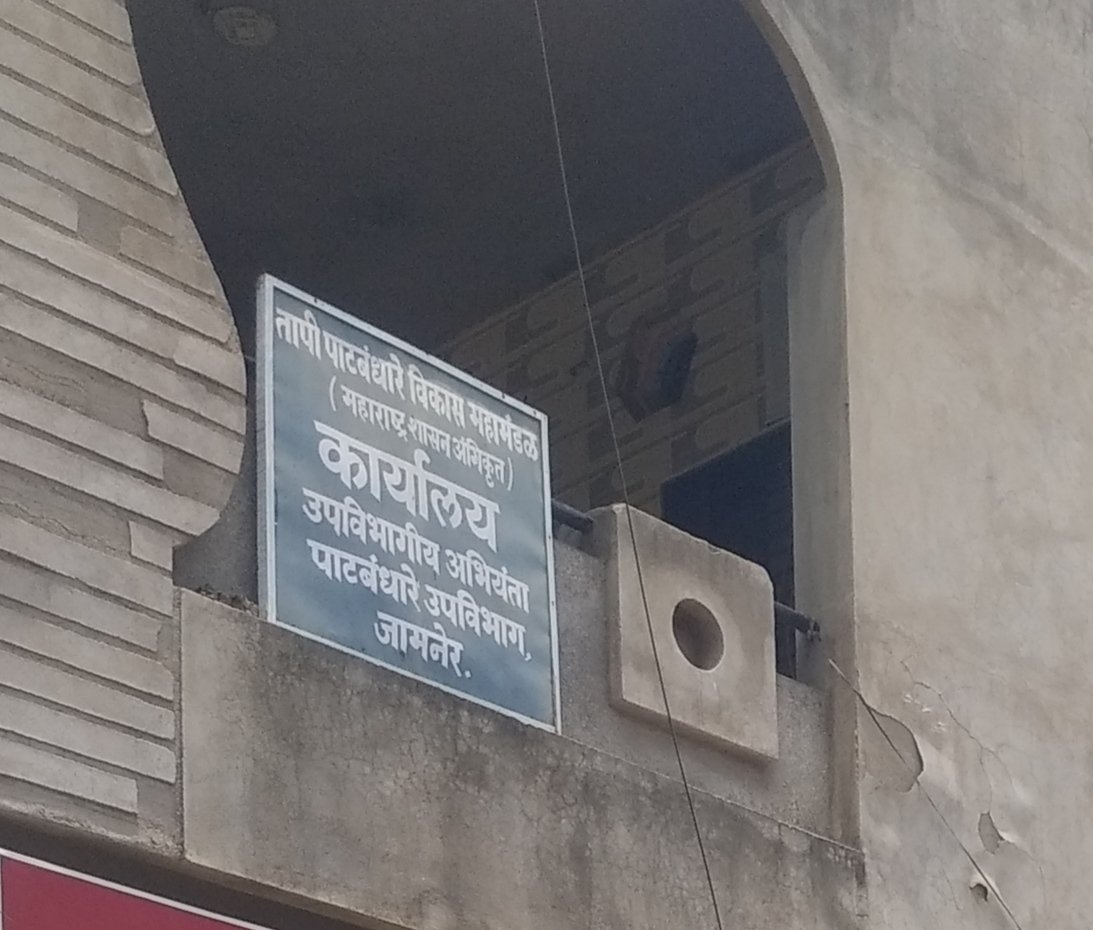 तापी पाटबंधारे विकास महामंडळ
( महाराष्ट्र शासन अंगिकृत )
कार्यालय
उपविभागीय अभियंता
पाटबंधारे उपविभाग,
जामनेर.